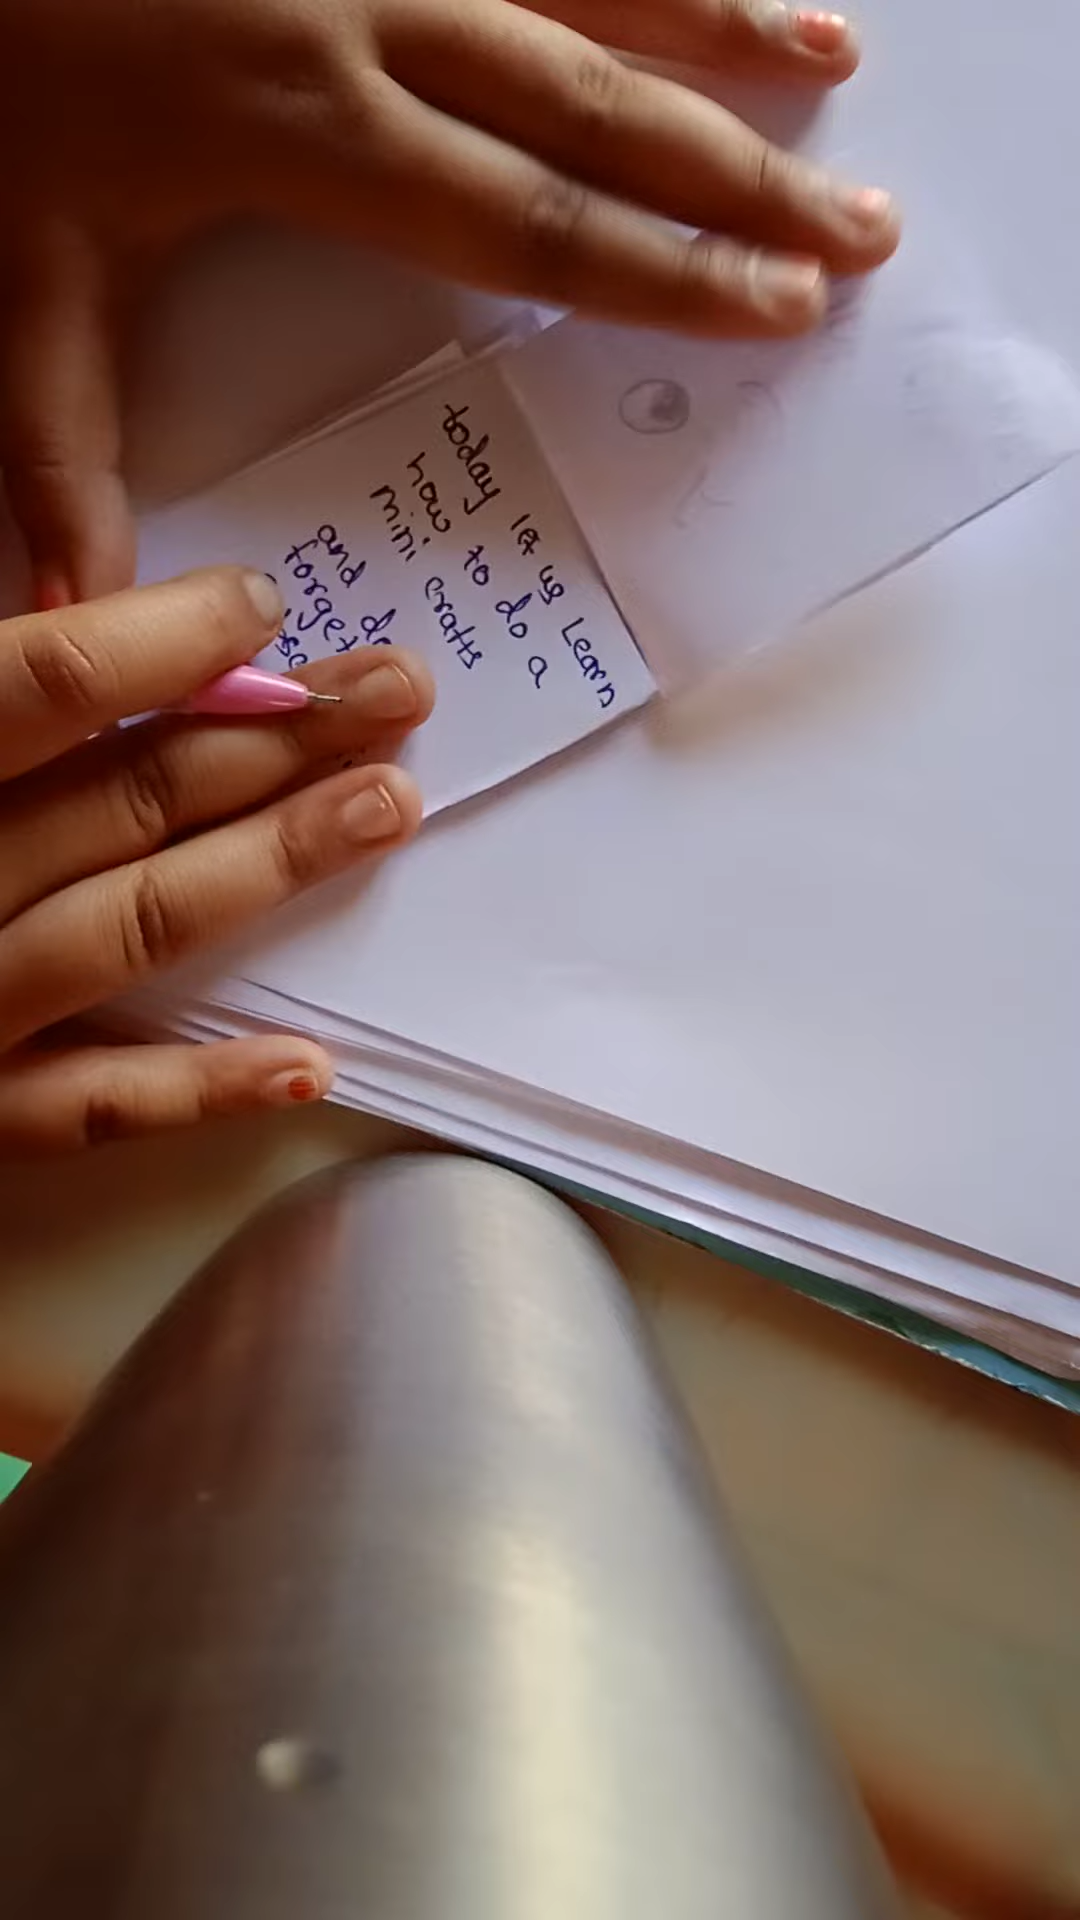 today let us Learn
how to do a
mini crafts
and
forget